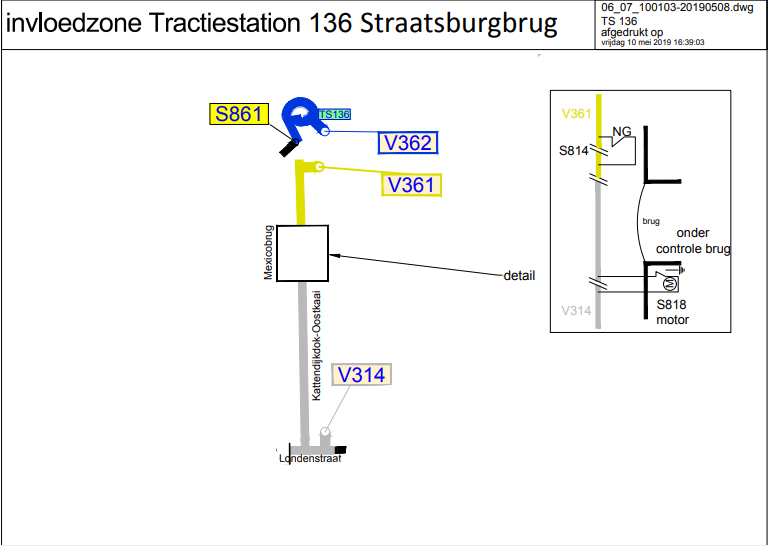 invloedzone Tractiestation 136 Straatsburgbrug
06_07_100103-20190508.dwg
TS 136
afgedrukt op
vrijdag 10 mei 2019 16:39:03
S861
TS136
V362
V361
Mexicobrug
detail
Kattendijkdok-Oostkaai
V314
Londenstraat
V361
NG
S814
brug
onder
controle brug
M
V314
S818
motor